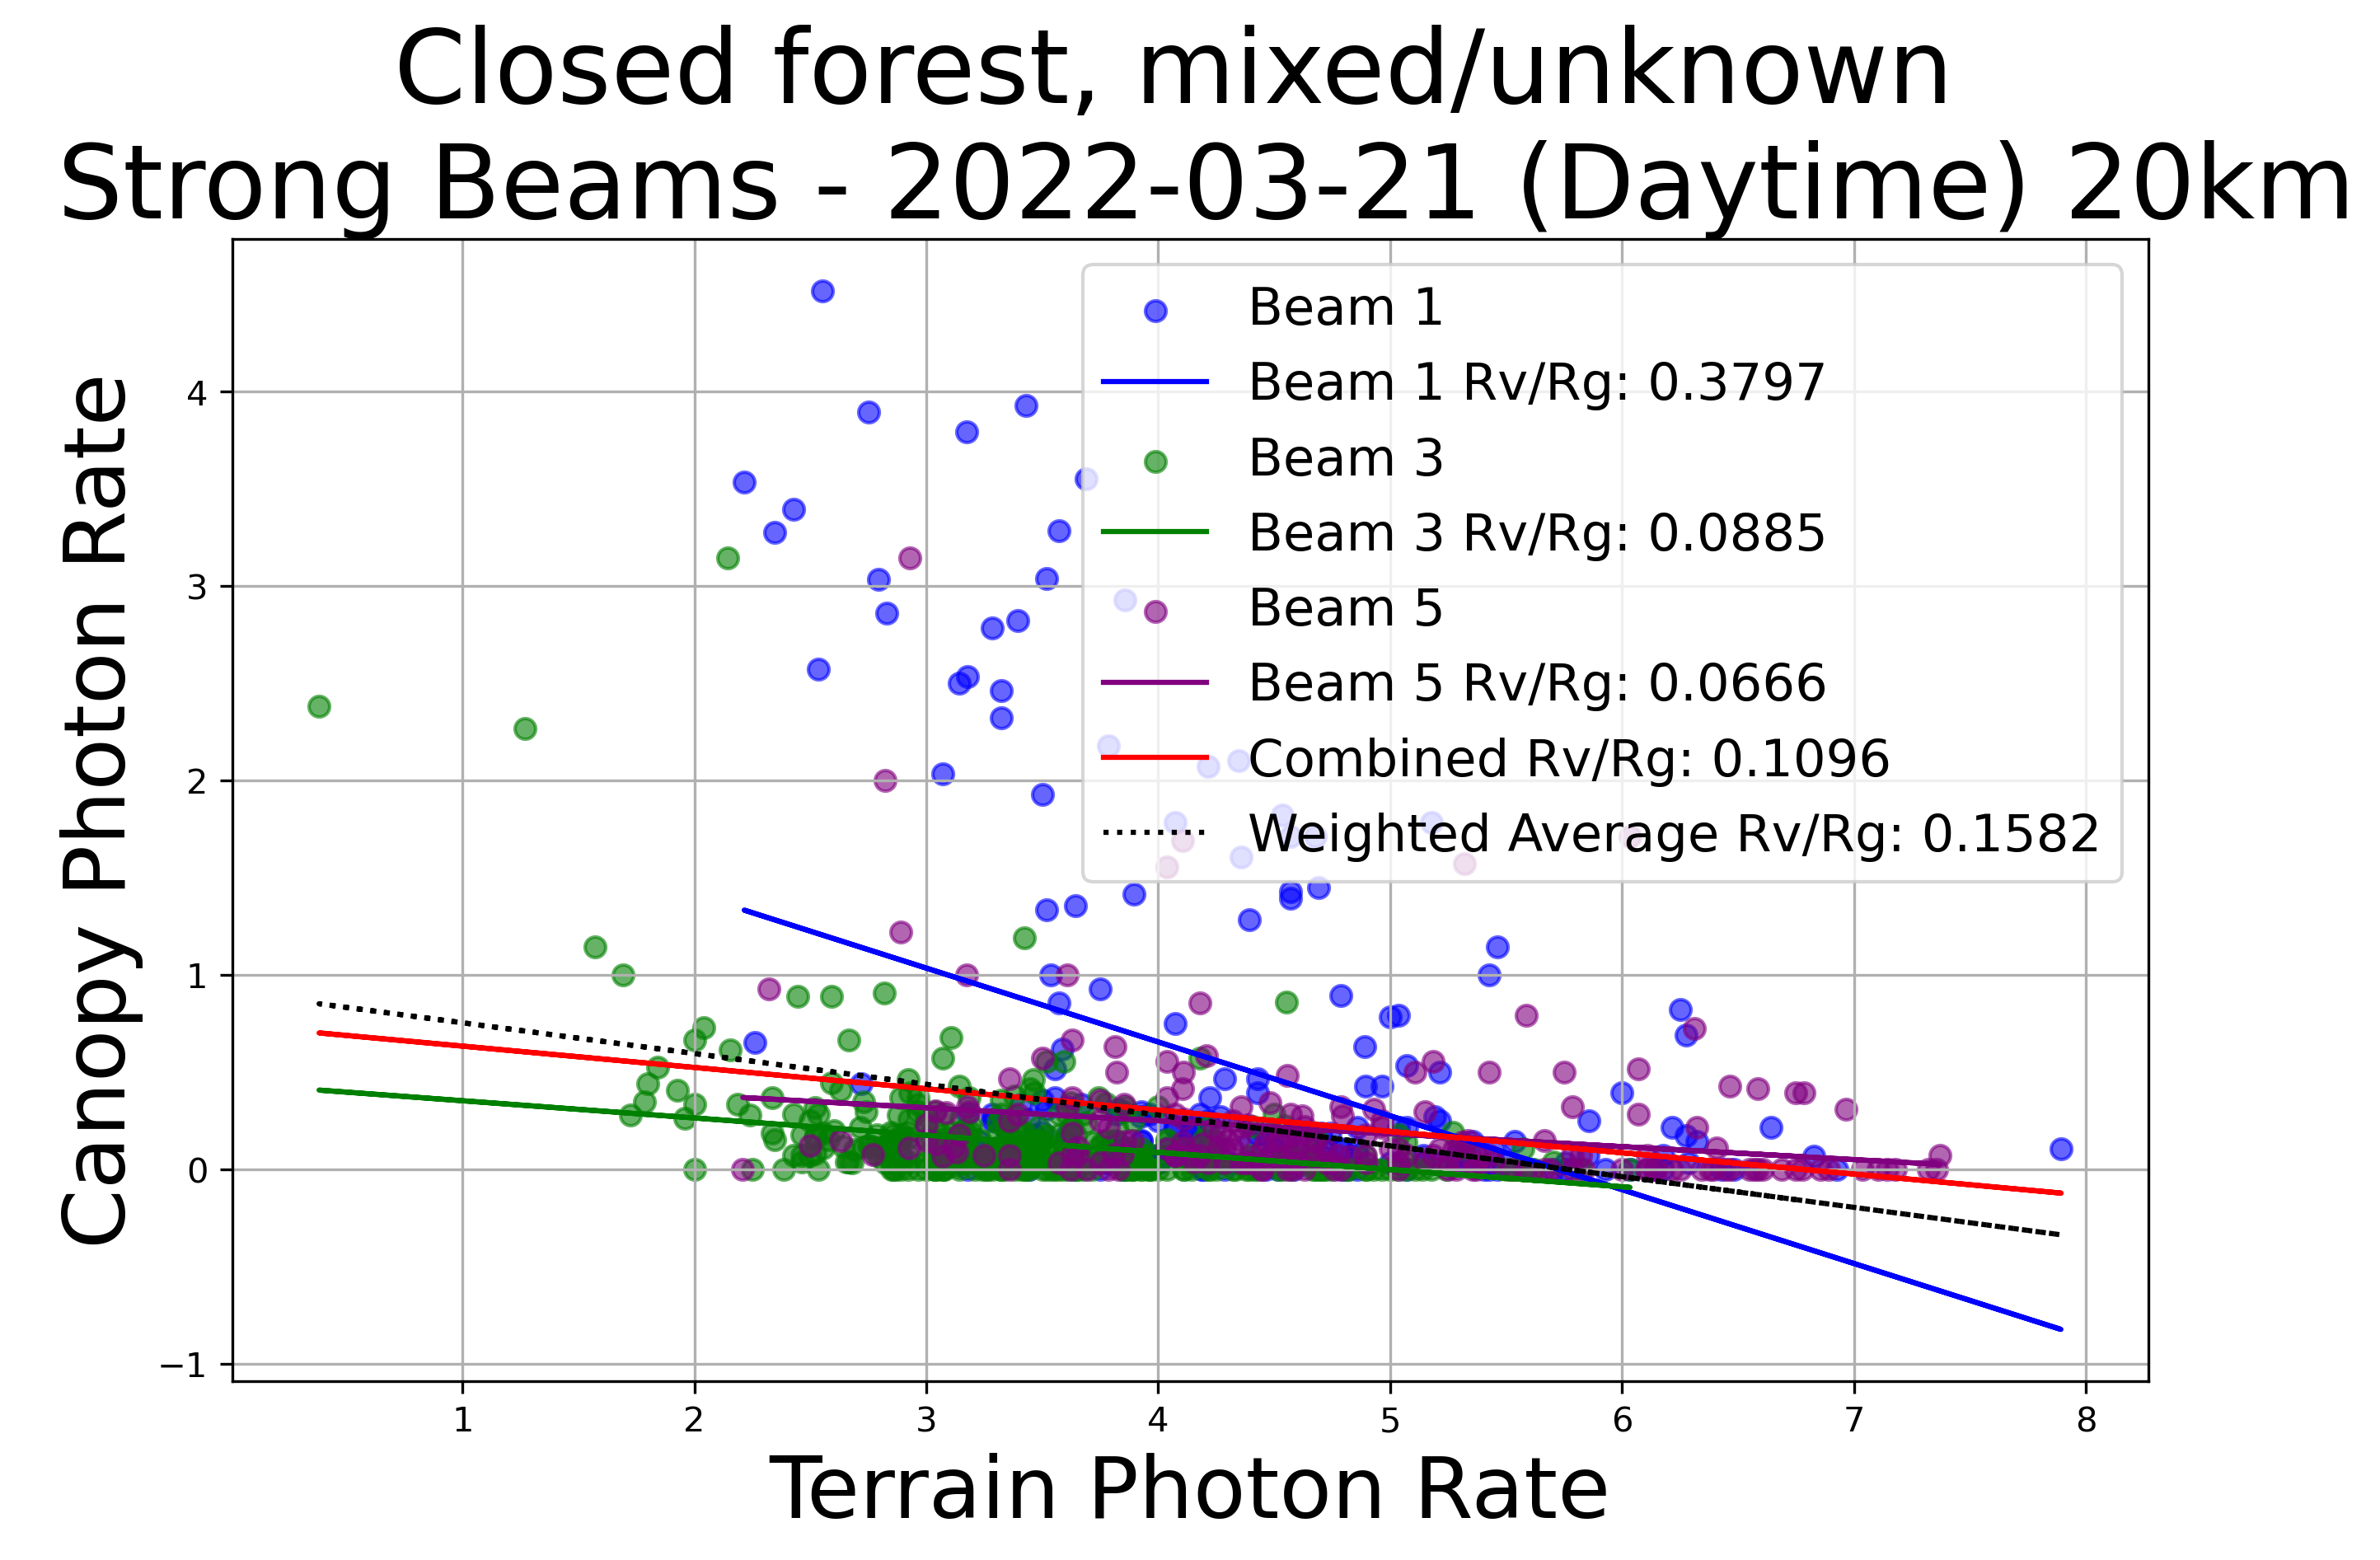 Closed forest, mixed/unknown
Strong Beams - 2022-03-21 (Daytime) 20km
Canopy Photon Rate
4
3
2
1
0
−1
Beam 1
Beam 1 Rv/Rg: 0.3797
Beam 3
Beam 3 Rv/Rg: 0.0885
Beam 5
Beam 5 Rv/Rg: 0.0666
Combined Rv/Rg: 0.1096
Weighted Average Rv/Rg: 0.1582
1 2 3 4 5 6 7 8
Terrain Photon Rate